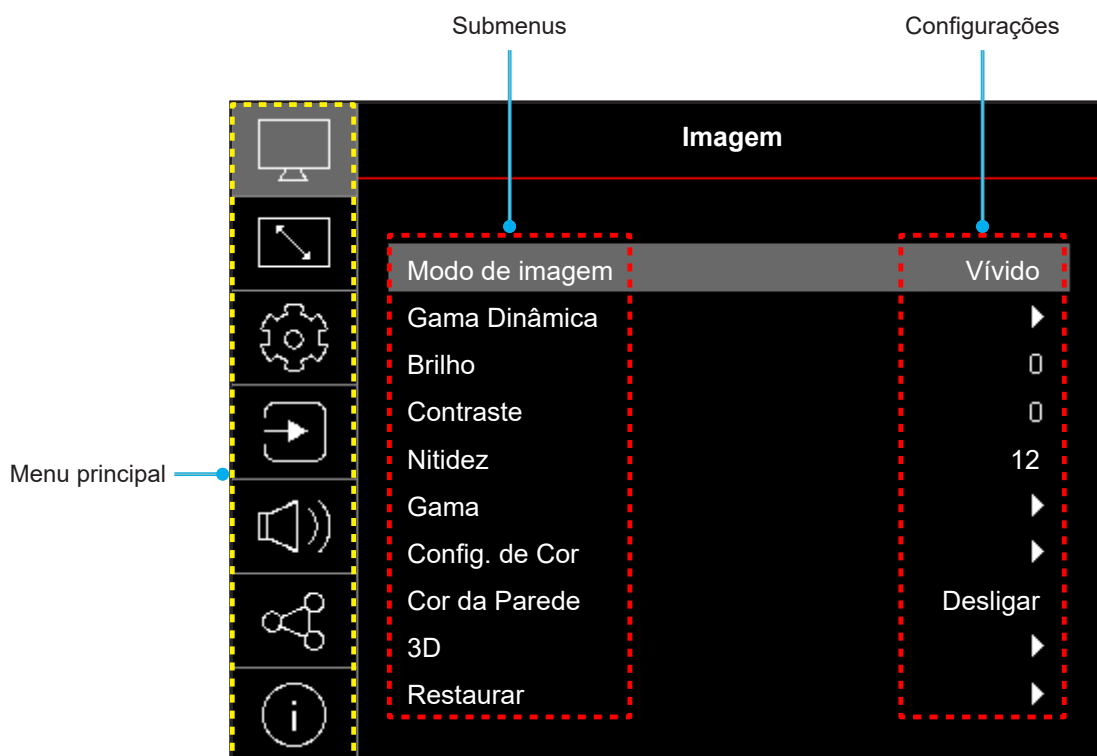 Submenus Configurações
Imagem
Modo de imagem Vívido
Gama Dinâmica
Brilho 0
Contraste 0
Nitidez 12
Menu principal
Gama
Config. de Cor
Cor da Parede Desligar
3D
Restaurar
i